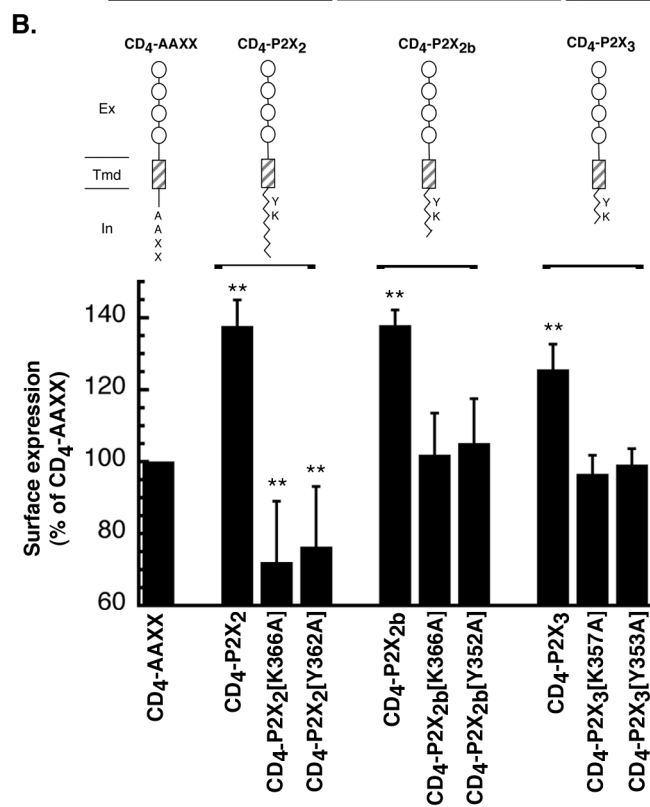 B.
CD4-AAXX CD4-P2X2 CD4-P2X2b CD4-P2X3
Ex
Tmd
In
A
A
X
X
Y
K
Y
K
Y
K
Surface expression
(% of CD4-AAXX)
140
120
100
80
60
**
**
**
**
**
CD4-AAXX
CD4-P2X2
CD4-P2X2[K366A]
CD4-P2X2[Y362A]
CD4-P2X2b
CD4-P2X2b[K366A]
CD4-P2X2b[Y352A]
CD4-P2X3
CD4-P2X3[K357A]
CD4-P2X3[Y353A]